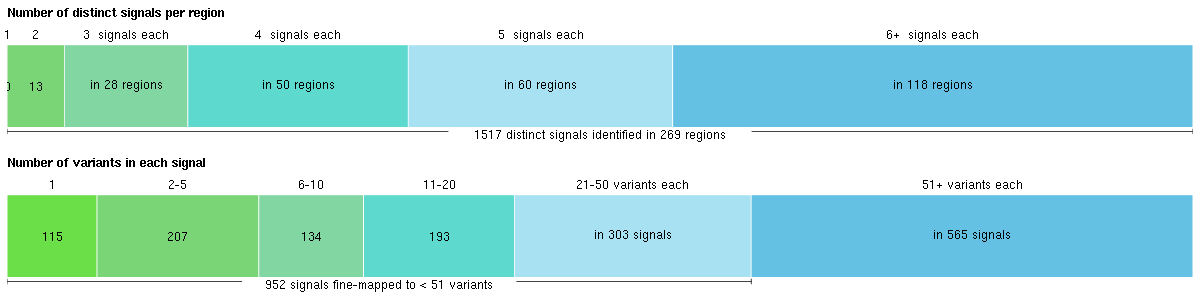 Number of distinct signals per region
1 2 3 signals each 4 signals each 5 signals each 6+ signals each
0 13 in 28 regions in 50 regions in 60 regions in 118 regions
1517 distinct signals identified in 269 regions
Number of variants in each signal
1 2-5 6-10 11-20 21-50 variants each 51+ variants each
115 207 134 193 in 303 signals in 565 signals
952 signals fine-mapped to < 51 variants